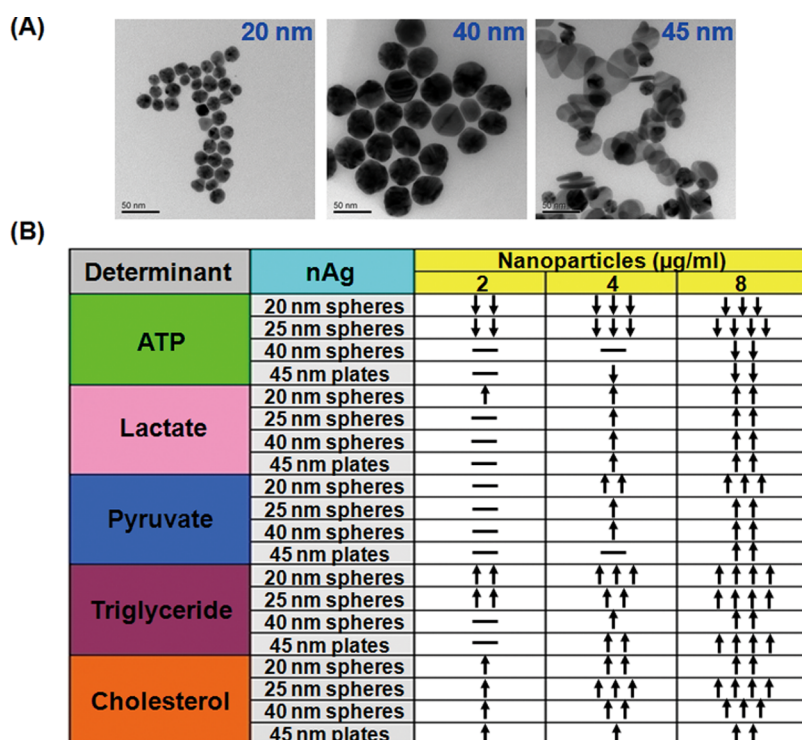 (A)
20 nm 40 nm 45 nm
50 nm 50 nm 50 nm
(B)
Determinant nAg Nanoparticles (μg/ml)
2 4 8
ATP
20 nm spheres ↓↓ ↓↓↓ ↓↓↓
25 nm spheres ↓↓ ↓↓↓ ↓↓↓↓
40 nm spheres — — ↓↓
45 nm plates — ↓ ↓↓
Lactate
20 nm spheres ↑ ↑ ↑↑
25 nm spheres — ↑ ↑↑
40 nm spheres — ↑ ↑↑
45 nm plates — ↑ ↑↑
Pyruvate
20 nm spheres — ↑↑ ↑↑↑
25 nm spheres — ↑ ↑↑
40 nm spheres — ↑ ↑↑
45 nm plates — — ↑↑
Triglyceride
20 nm spheres ↑↑ ↑↑↑ ↑↑↑↑
25 nm spheres ↑↑ ↑↑ ↑↑↑↑
40 nm spheres — ↑ ↑↑
45 nm plates — ↑↑ ↑↑↑↑
Cholesterol
20 nm spheres ↑ ↑↑ ↑↑
25 nm spheres ↑ ↑↑↑ ↑↑↑↑
40 nm spheres ↑ ↑↑ ↑↑↑
45 nm plates ↑ ↑ ↑↑